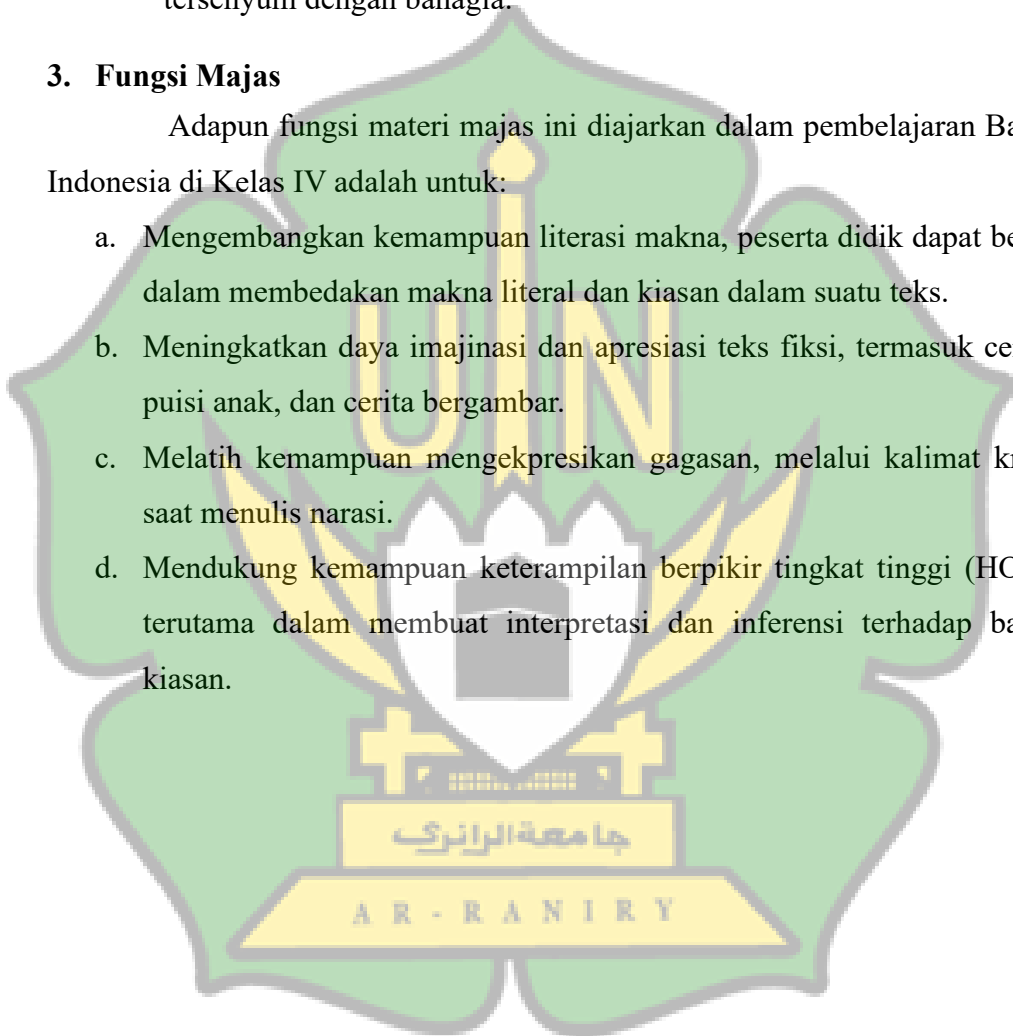 tersenyum dengan bahagia.
3. Fungsi Majas
Adapun fungsi materi majas ini diajarkan dalam pembelajaran Ba
Indonesia di Kelas IV adalah untuk:
a. Mengembangkan kemampuan literasi makna, peserta didik dapat be
dalam membedakan makna literal dan kiasan dalam suatu teks.
b. Meningkatkan daya imajinasi dan apresiasi teks fiksi, termasuk ce
puisi anak, dan cerita bergambar.
c. Melatih kemampuan mengekpresikan gagasan, melalui kalimat kr
saat menulis narasi.
d. Mendukung kemampuan keterampilan berpikir tingkat tinggi (HO
terutama dalam membuat interpretasi dan inferensi terhadap ba
kiasan.
UIN
جامعة الرانري
AR-RANIRY